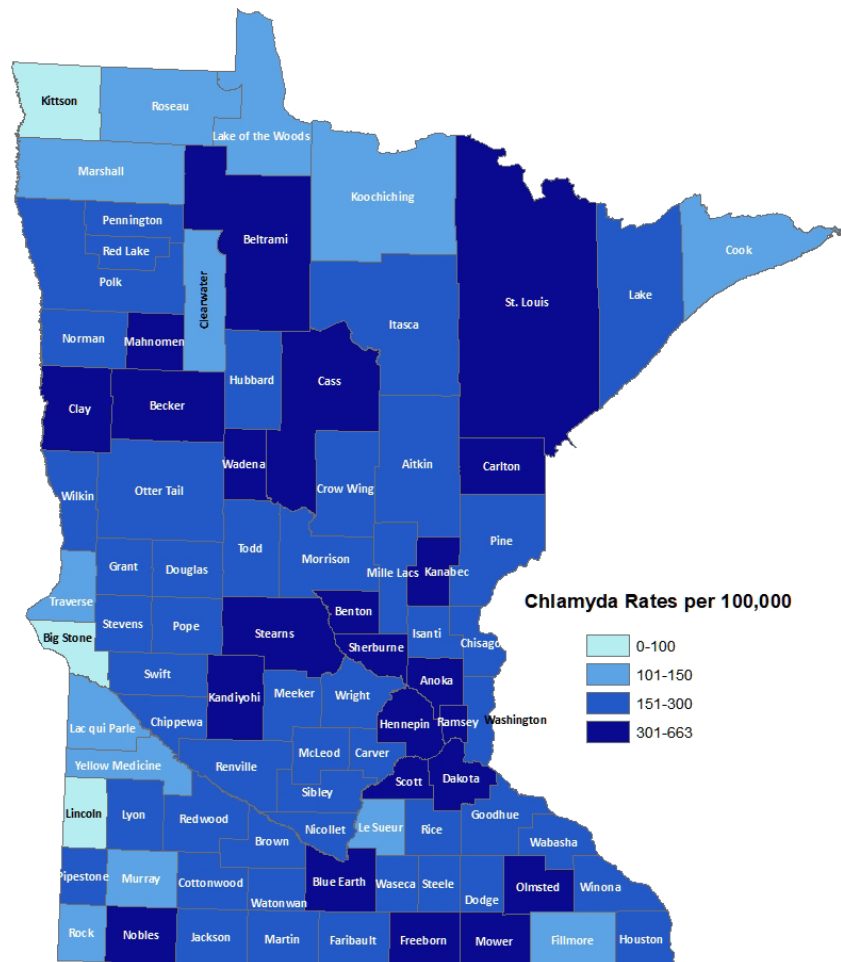 Kittson
Roseau
Lake of the Woods
Marshall
Koochiching
Pennington
Beltrami
Red Lake
Cook
Polk
Clearwater
St. Louis
Lake
Itasca
Norman
Mahnomen
Hubbard
Cass
Clay
Becker
Wadena
Aitkin
Carlton
Otter Tail
Crow Wing
Wilkin
Pine
Todd
Morrison
Grant
Douglas
Mille Lacs
Kanabec
Traverse
Benton
Chlamyda Rates per 100,000
Stevens
Pope
Stearns
Isanti
Big Stone
Sherburne
Chisago
0-100
Swift
Anoka
101-150
Kandiyohi
Meeker
Wright
Lac qui Parle
Chippewa
Hennepin
Ramsey
Washington
151-300
301-663
McLeod
Carver
Yellow Medicine
Renville
Scott
Dakota
Sibley
Lincoln
Lyon
Redwood
Goodhue
Nicollet
Le Sueur
Rice
Brown
Wabasha
Pipestone
Murray
Cottonwood
Blue Earth
Waseca
Steele
Olmsted
Winona
Watonwan
Dodge
Rock
Nobles
Jackson
Martin
Faribault
Freeborn
Mower
Fillmore
Houston